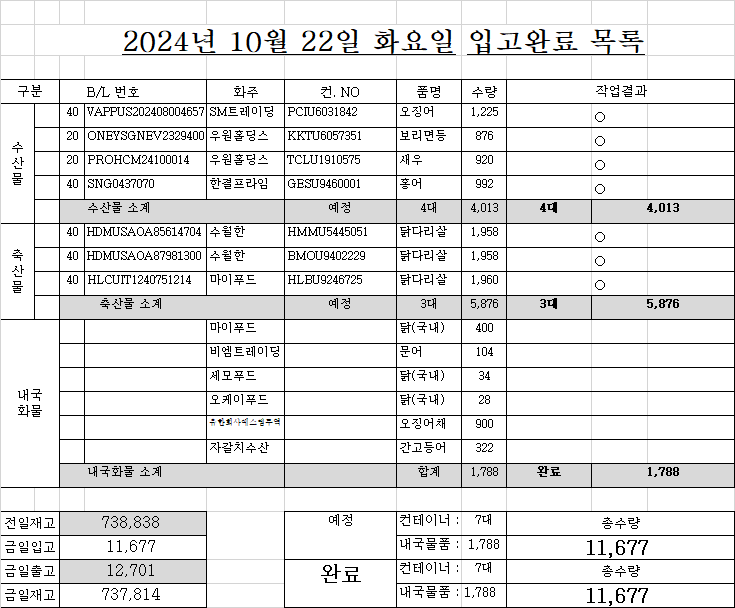 2024년 10월 22일 화요일 입고완료 목록
구분 B/L 번호 화주 컨. NO 품명 수량 작업결과
수산물
40 VAPPUS202408004657 SM트레이딩 PCIU6031842 오징어 1,225 ○
20 ONEYSGNEV2329400 우원홀딩스 KKTU6057351 보리멸등 876 ○
20 PROHCM24100014 우원홀딩스 TCLU1910575 새우 920 ○
40 SNG0437070 한결프라임 GESU9460001 홍어 992 ○
수산물 소계 예정 4대 4,013 4대 4,013
축산물
40 HDMUSAOA85614704 수월한 HMMU5445051 닭다리살 1,958 ○
40 HDMUSAOA87981300 수월한 BMOU9402229 닭다리살 1,958 ○
40 HLCUIT1240751214 마이푸드 HLBU9246725 닭다리살 1,960 ○
축산물 소계 예정 3대 5,876 3대 5,876
내국화물
마이푸드 닭(국내) 400
비엠트레이딩 문어 104
세모푸드 닭(국내) 34
오케이푸드 닭(국내) 28
오징어채 900
자갈치수산 간고등어 322
내국화물 소계 합계 1,788 완료 1,788
전일재고 738,838 예정 컨테이너 : 7대 총수량
금일입고 11,677 내국물품 : 1,788 11,677
금일출고 12,701 완료 컨테이너 : 7대 총수량
금일재고 737,814 내국물품 : 1,788 11,677